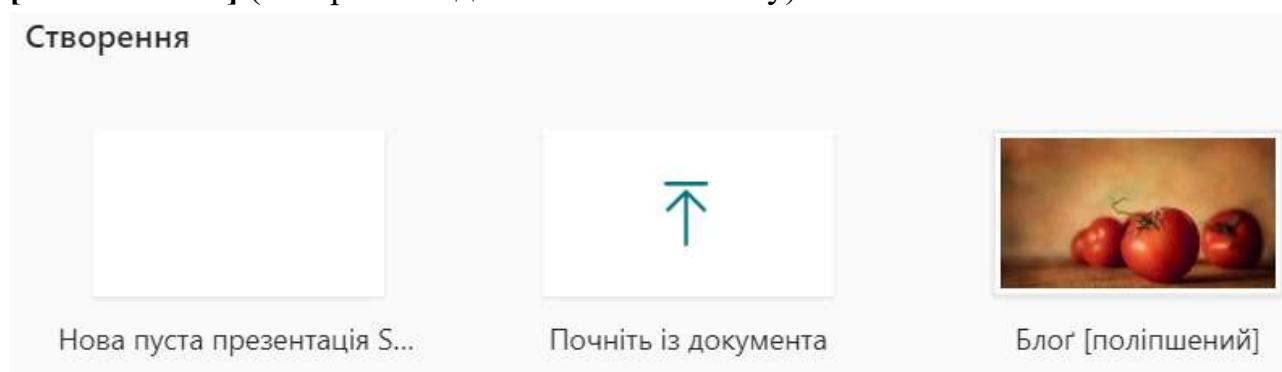 Створення
Нова пуста презентація S...
Почніть із документа
Блоґ [поліпшений]